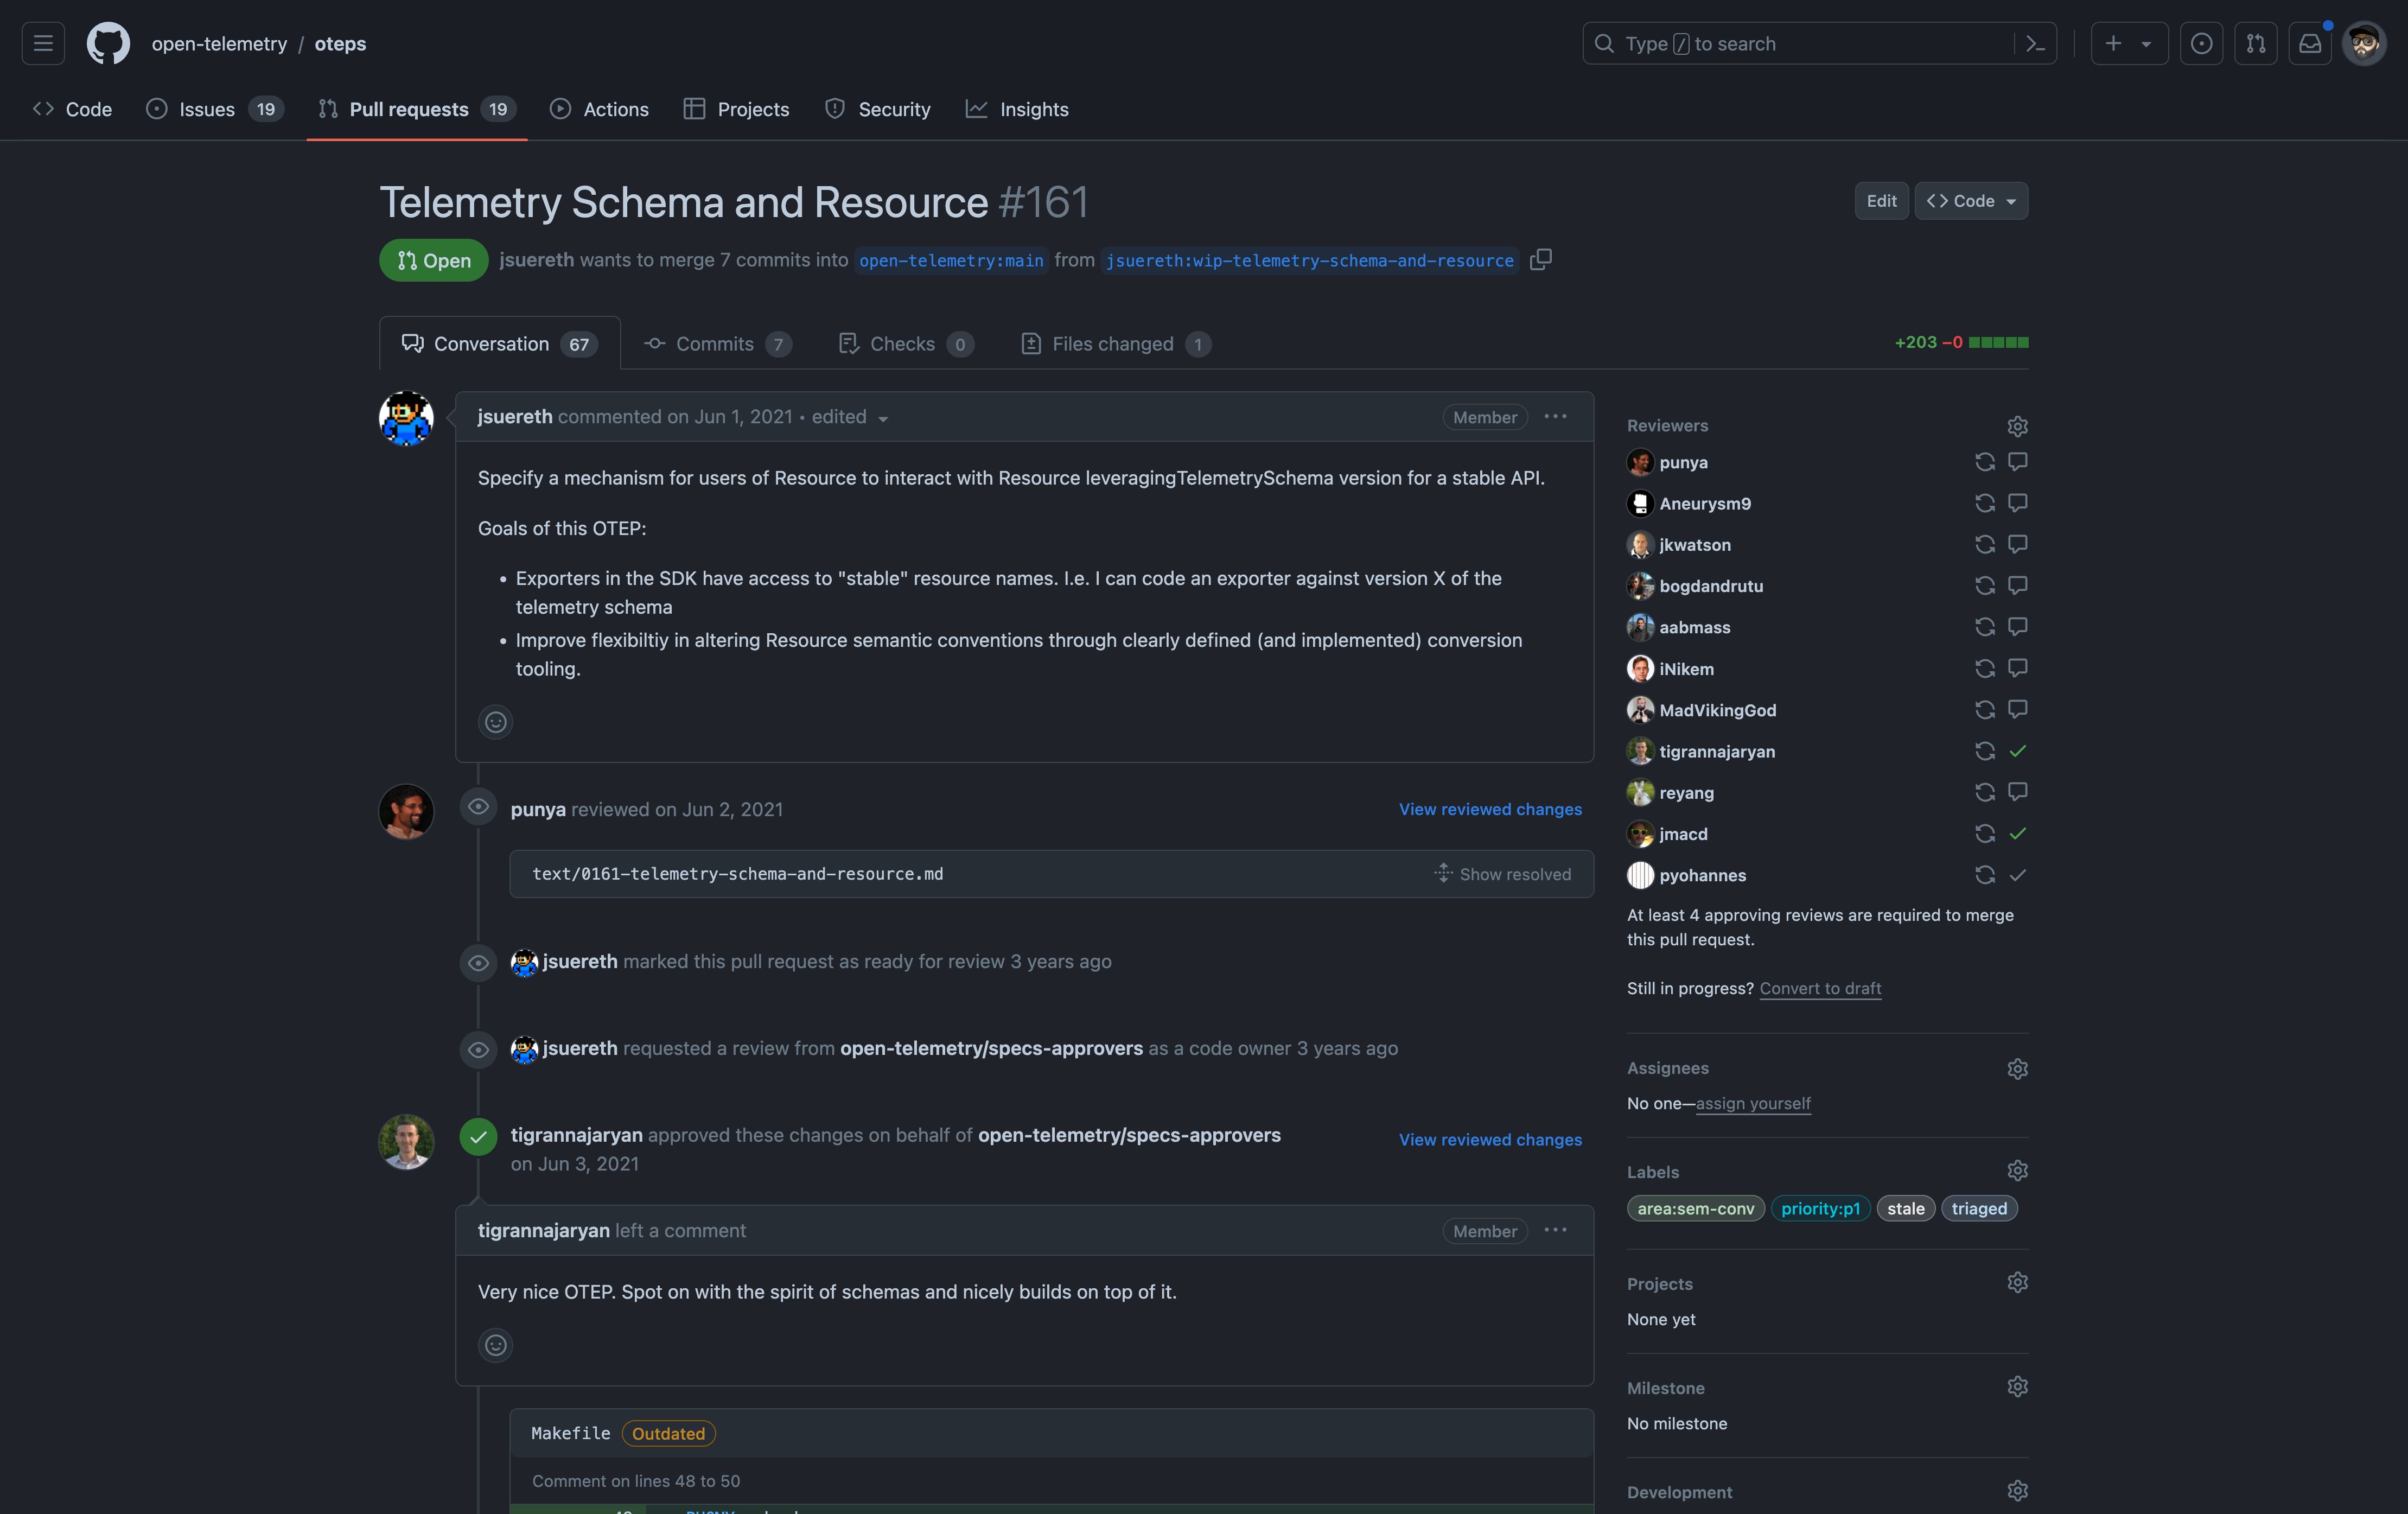 open-telemetry / oteps
Type / to search
Code
Issues 19
Pull requests 19
Actions
Projects
Security
Insights
Telemetry Schema and Resource #161
Edit
Code
Open
jsuereth wants to merge 7 commits into open-telemetry:main from jsuereth:wip-telemetry-schema-and-resource
Conversation 67
Commits 7
Checks 0
Files changed 1
+203 −0
jsuereth commented on Jun 1, 2021 • edited
Member
Specify a mechanism for users of Resource to interact with Resource leveragingTelemetrySchema version for a stable API.
Goals of this OTEP:
• Exporters in the SDK have access to "stable" resource names. I.e. I can code an exporter against version X of the
telemetry schema
• Improve flexibiltiy in altering Resource semantic conventions through clearly defined (and implemented) conversion
tooling.
punya reviewed on Jun 2, 2021
View reviewed changes
text/0161-telemetry-schema-and-resource.md
Show resolved
jsuereth marked this pull request as ready for review 3 years ago
jsuereth requested a review from open-telemetry/specs-approvers as a code owner 3 years ago
tigrannajaryan approved these changes on behalf of open-telemetry/specs-approvers
on Jun 3, 2021
View reviewed changes
tigrannajaryan left a comment
Member
Very nice OTEP. Spot on with the spirit of schemas and nicely builds on top of it.
Makefile Outdated
Comment on lines 48 to 50
Reviewers
punya
Aneurysm9
jkwatson
bogdandrutu
aabmass
iNikem
MadVikingGod
tigrannajaryan
reyang
jmacd
pyohannes
At least 4 approving reviews are required to merge
this pull request.
Still in progress? Convert to draft
Assignees
No one—assign yourself
Labels
area:sem-conv priority:p1 stale triaged
Projects
None yet
Milestone
No milestone
Development